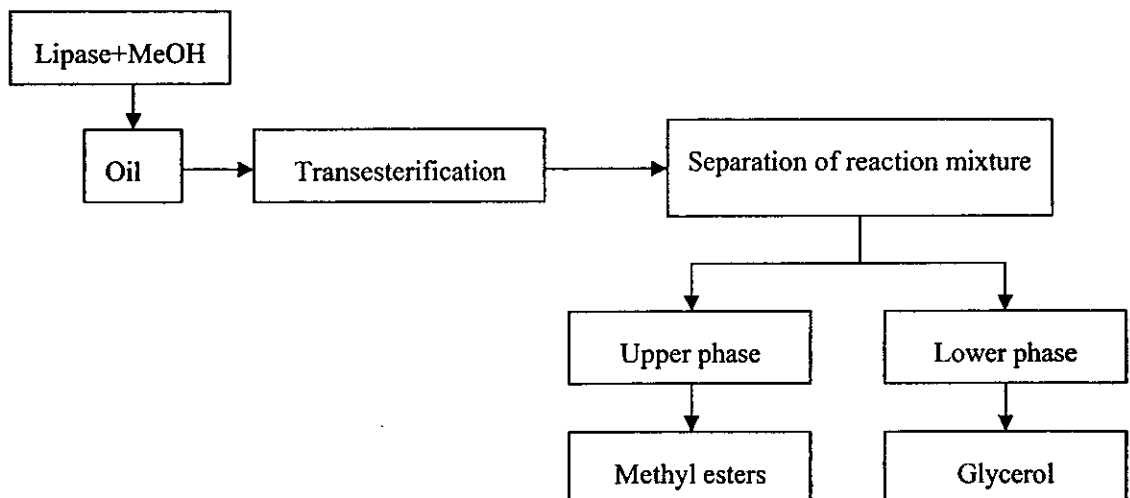 Lipase+MeOH
Oil
Transesterification
Separation of reaction mixture
Upper phase
Lower phase
Methyl esters
Glycerol